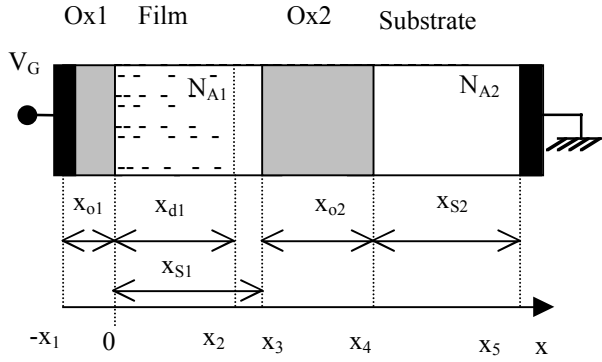 Ox1 Film Ox2 Substrate
V_G
N_A1 N_A2
x_o1 x_d1 x_o2 x_S2
x_S1
-x_1 0 x_2 x_3 x_4 x_5 x